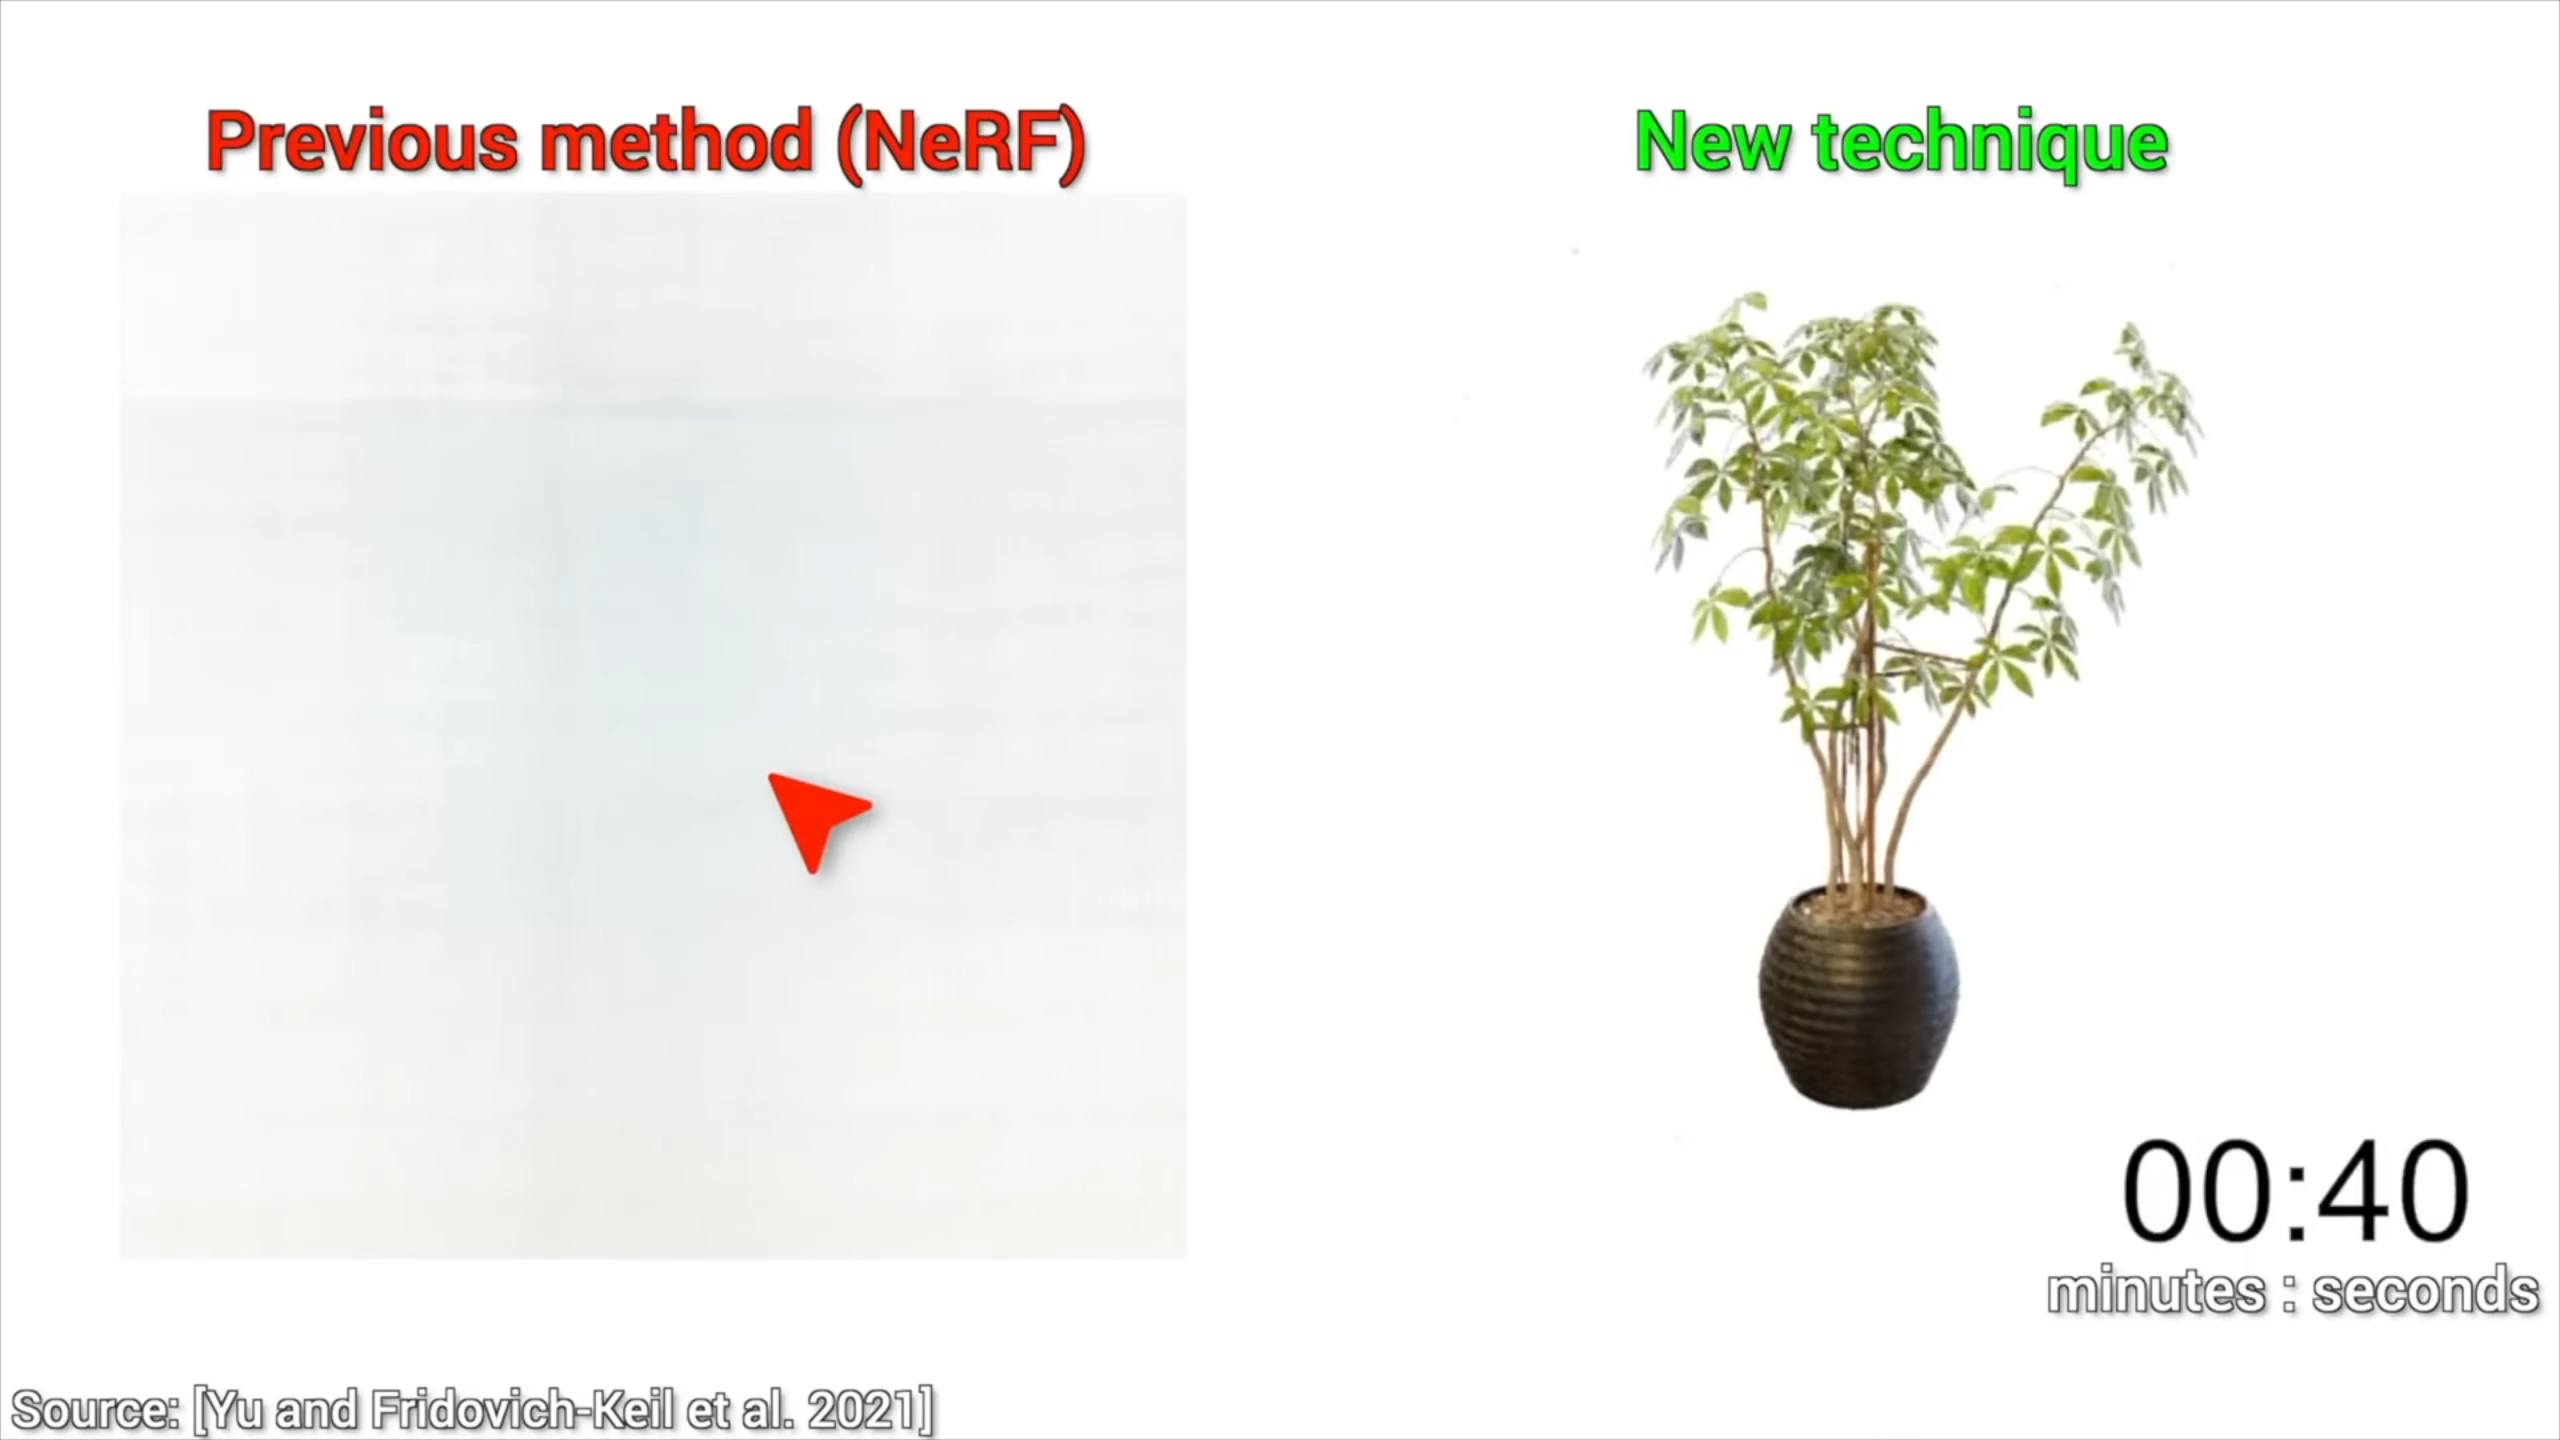 Previous method (NeRF)
New technique
00:40
minutes : seconds
Source: [Yu and Fridovich-Keil et al. 2021]